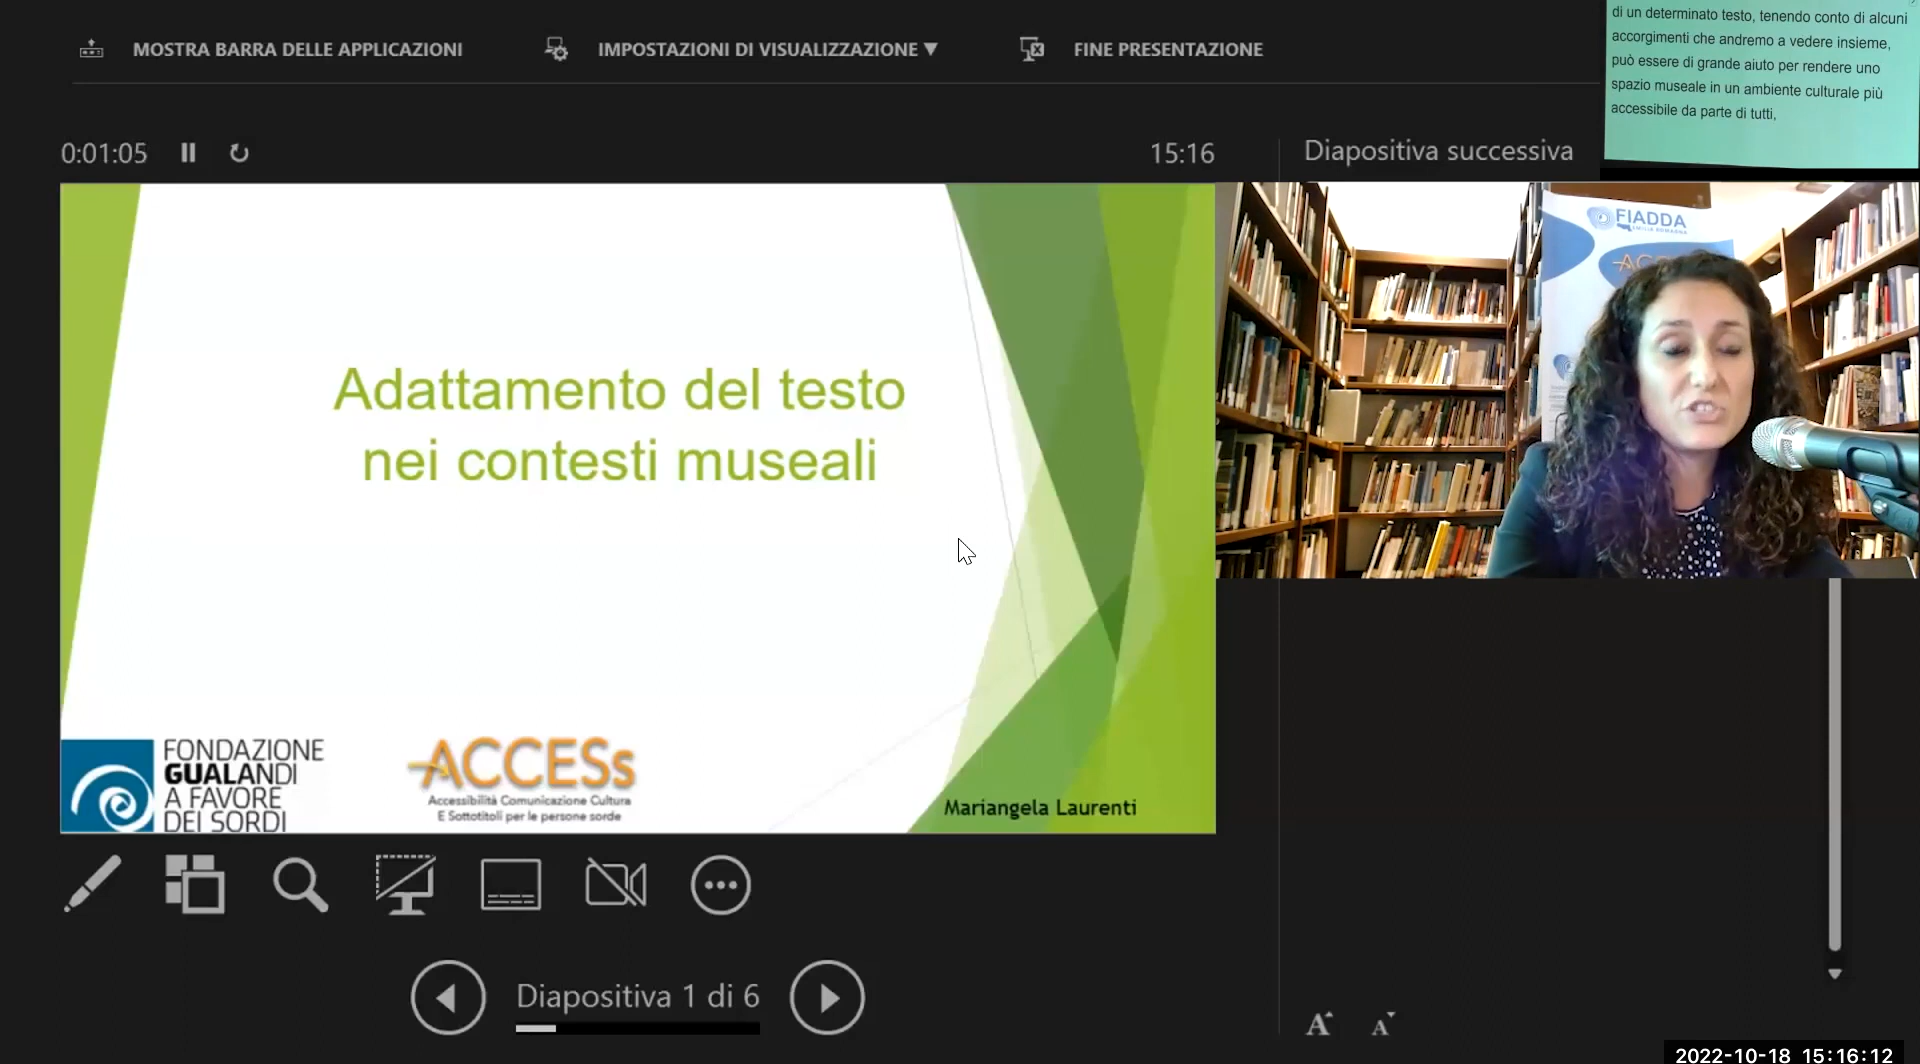 MOSTRA BARRA DELLE APPLICAZIONI
IMPOSTAZIONI DI VISUALIZZAZIONE ▼
FINE PRESENTAZIONE
di un determinato testo, tenendo conto di alcuni
accorgimenti che andremo a vedere insieme,
può essere di grande aiuto per rendere uno
spazio museale in un ambiente culturale più
accessibile da parte di tutti,
0:01:05
15:16
Diapositiva successiva
FIADDA
EMILIA ROMAGNA
Adattamento del testo
nei contesti museali
FONDAZIONE
GUALANDI
A FAVORE
DEI SORDI
ACCESs
Accessibilità Comunicazione Cultura
E Sottotitoli per le persone sorde
Mariangela Laurenti
Diapositiva 1 di 6
A A
2022-10-18 15:16:12